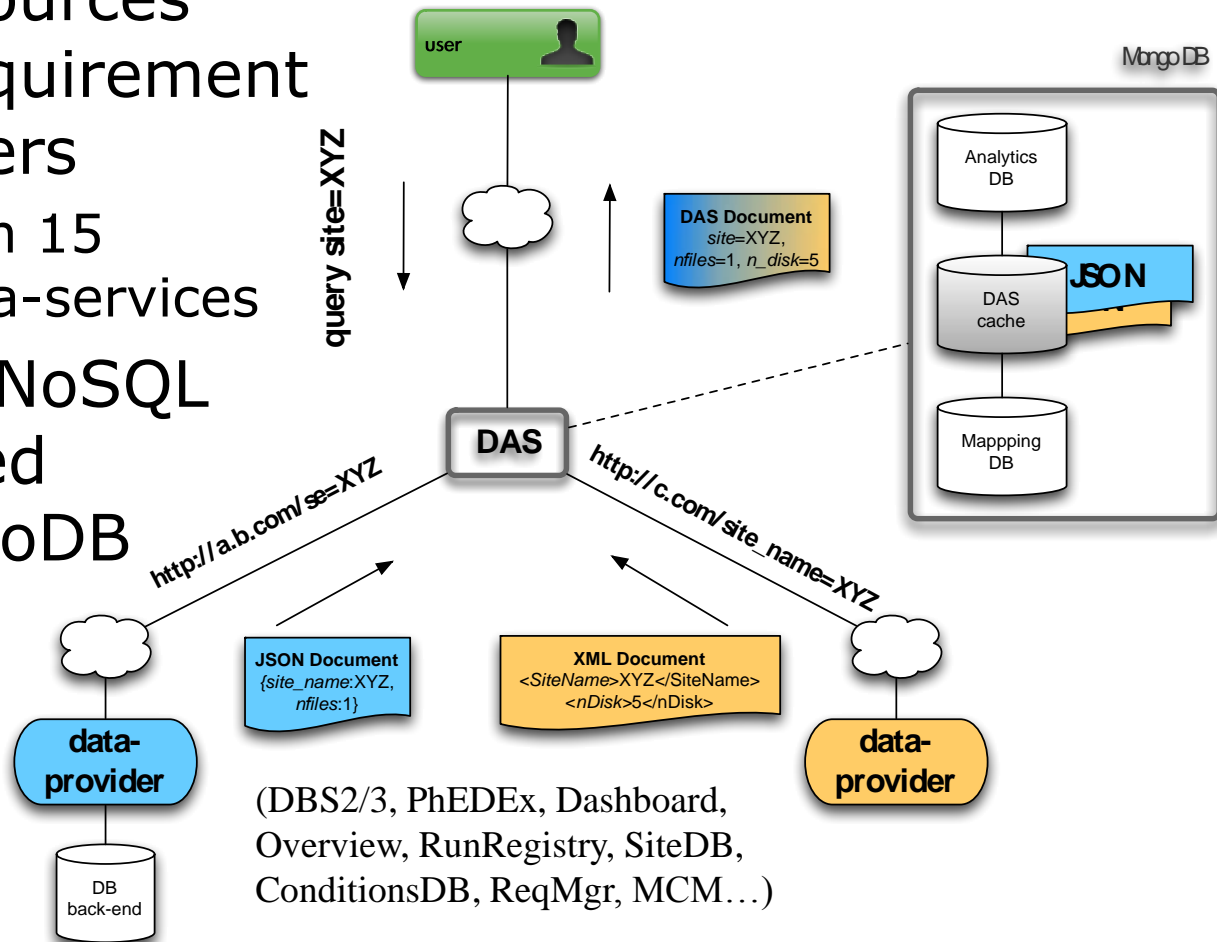 quirement
ers
15
a-services
NoSQL
ed
oDB
user
query site=XYZ
DAS Document
site=XYZ,
nfiles=1, n_disk=5
Mongo DB
Analytics
DB
DAS
cache
JSON
Mappping
DB
DAS
http://a.b.com/se=XYZ
http://c.com/site_name=XYZ
JSON Document
{site_name:XYZ,
nfiles:1}
XML Document
<SiteName>XYZ</SiteName>
<nDisk>5</nDisk>
data-
provider
data-
provider
DB
back-end
(DBS2/3, PhEDEx, Dashboard,
Overview, RunRegistry, SiteDB,
ConditionsDB, ReqMgr, MCM…)